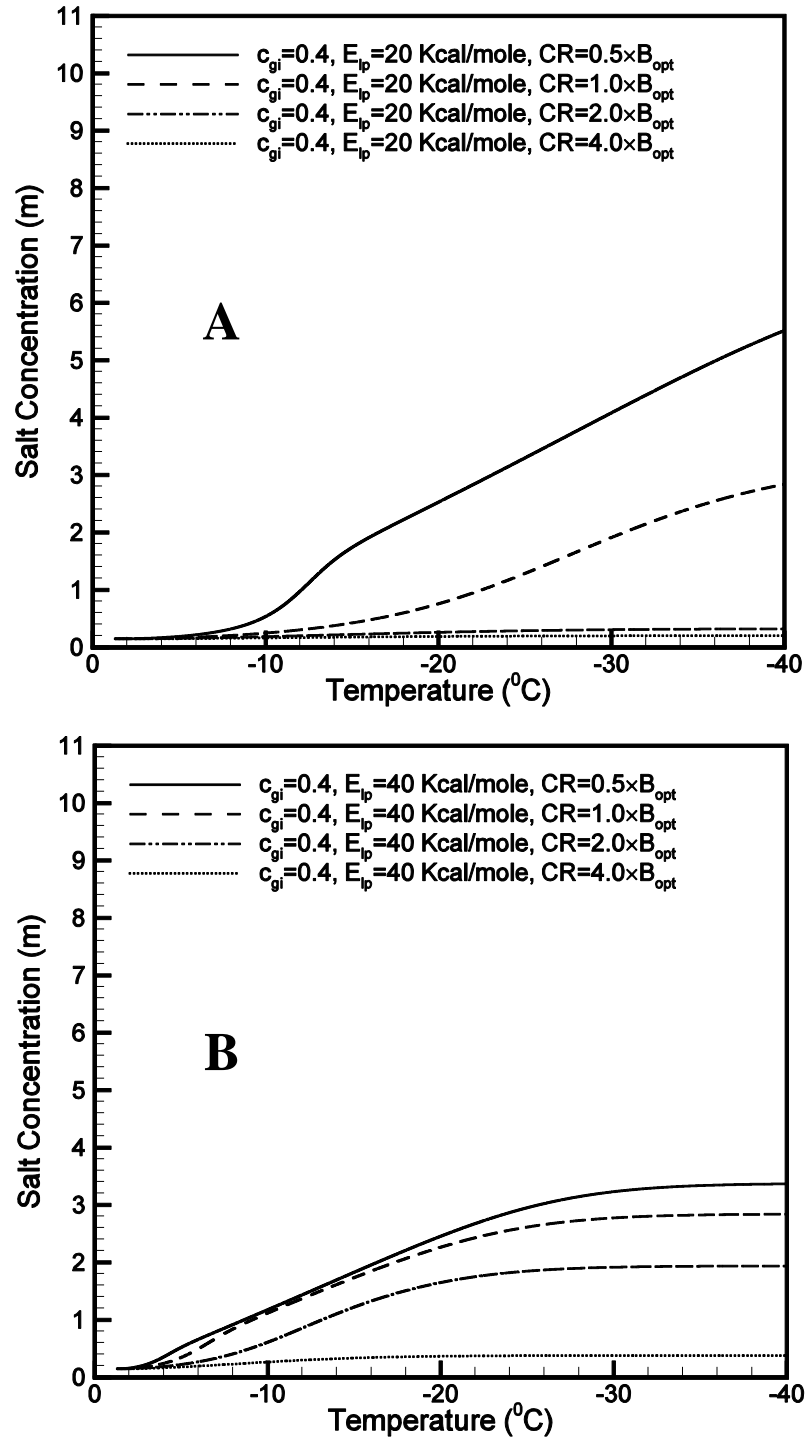 11
10
9
8
7
6
5
4
3
2
1
0
Salt Concentration (m)
c_gi=0.4, E_lp=20 Kcal/mole, CR=0.5×B_opt
c_gi=0.4, E_lp=20 Kcal/mole, CR=1.0×B_opt
c_gi=0.4, E_lp=20 Kcal/mole, CR=2.0×B_opt
c_gi=0.4, E_lp=20 Kcal/mole, CR=4.0×B_opt
A
0 -10 -20 -30 -40
Temperature (⁰C)
11
10
9
8
7
6
5
4
3
2
1
0
Salt Concentration (m)
c_gi=0.4, E_lp=40 Kcal/mole, CR=0.5×B_opt
c_gi=0.4, E_lp=40 Kcal/mole, CR=1.0×B_opt
c_gi=0.4, E_lp=40 Kcal/mole, CR=2.0×B_opt
c_gi=0.4, E_lp=40 Kcal/mole, CR=4.0×B_opt
B
0 -10 -20 -30 -40
Temperature (⁰C)